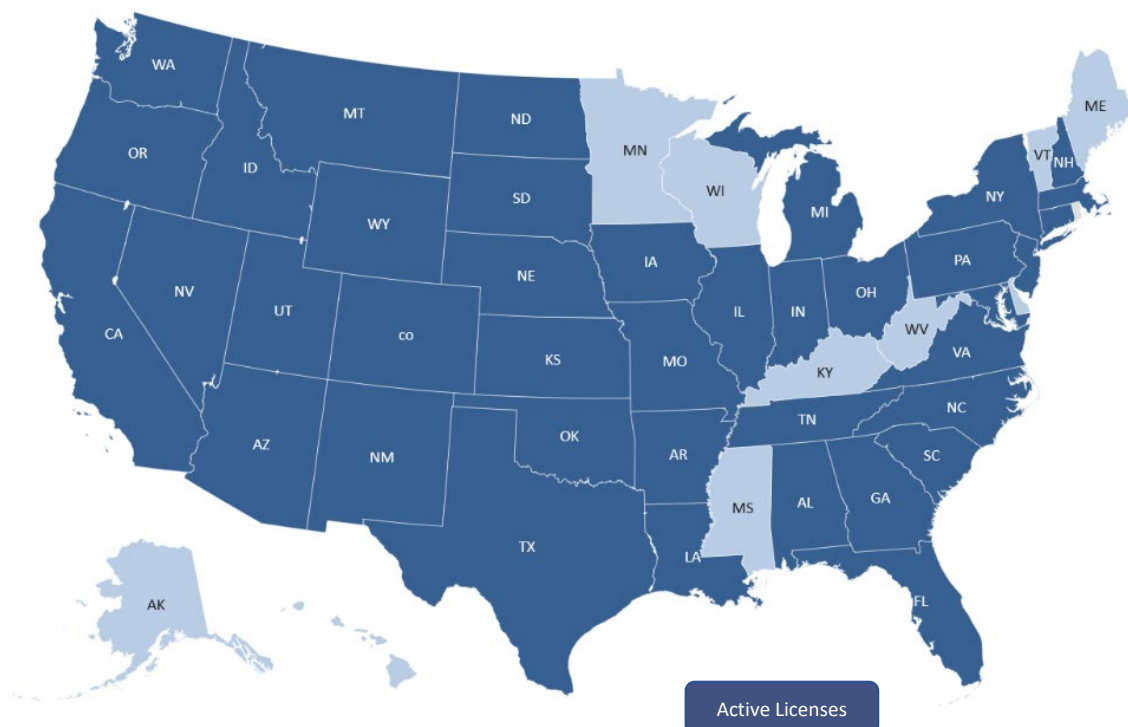 WA
MT
ND
MN
ME
VT
NH
OR
ID
SD
WI
NY
WY
MI
IA
PA
NE
NV
UT
co
IL
IN
OH
WV
CA
KS
MO
KY
VA
TN
NC
AZ
NM
OK
AR
SC
MS
AL
GA
TX
LA
AK
FL
Active Licenses